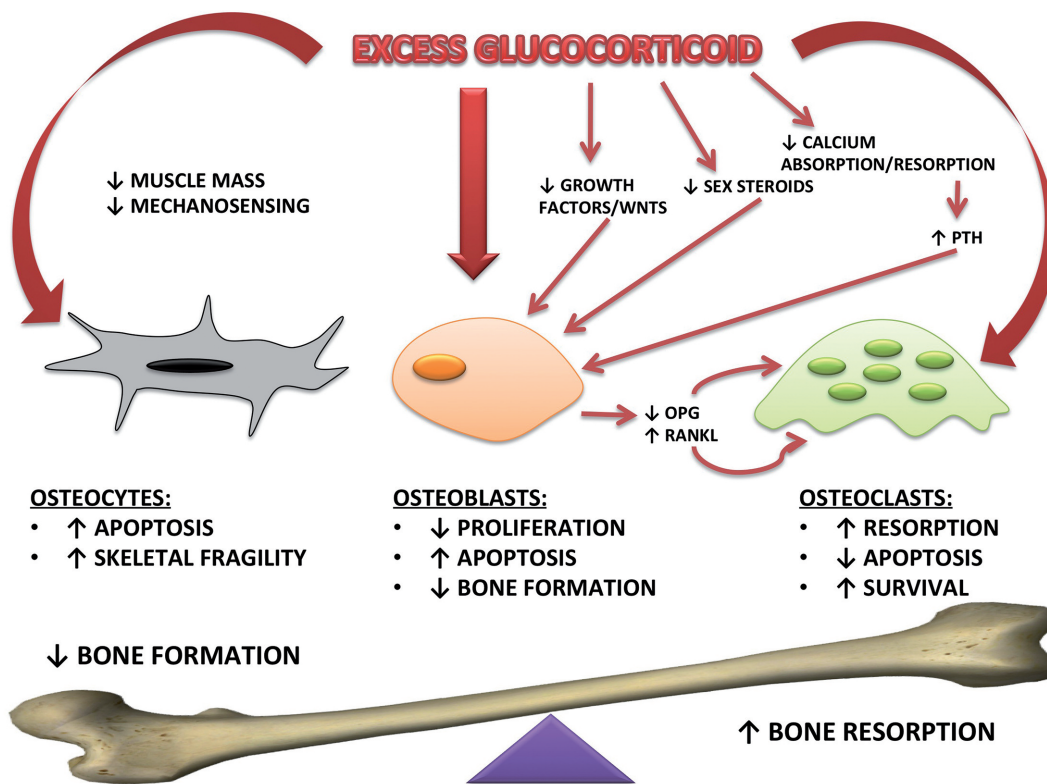 EXCESS GLUCOCORTICOID
↓ MUSCLE MASS
↓ MECHANOSENSING
↓ GROWTH
FACTORS/WNTS
↓ SEX STEROIDS
↓ CALCIUM
ABSORPTION/RESORPTION
↑ PTH
↓ OPG
↑ RANKL
OSTEOCYTES:
• ↑ APOPTOSIS
• ↑ SKELETAL FRAGILITY
OSTEOBLASTS:
• ↓ PROLIFERATION
• ↑ APOPTOSIS
• ↓ BONE FORMATION
OSTEOCLASTS:
• ↑ RESORPTION
• ↓ APOPTOSIS
• ↑ SURVIVAL
↓ BONE FORMATION
↑ BONE RESORPTION